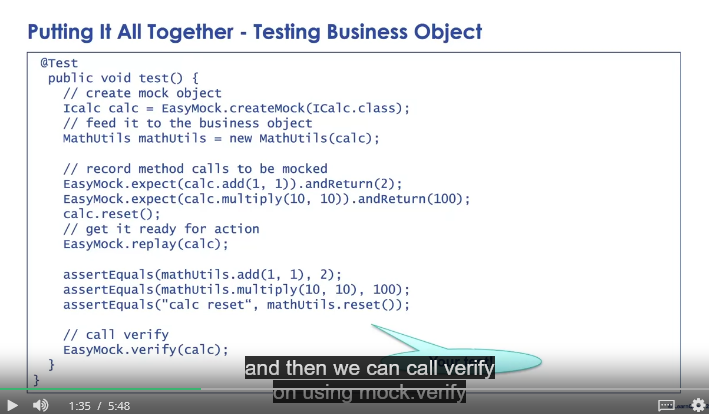 Putting It All Together - Testing Business Object
@Test
public void test() {
// create mock object
Icalc calc = EasyMock.createMock(ICalc.class);
// feed it to the business object
MathUtils mathUtils = new MathUtils(calc);
// record method calls to be mocked
EasyMock.expect(calc.add(1, 1)).andReturn(2);
EasyMock.expect(calc.multiply(10, 10)).andReturn(100);
calc.reset();
// get it ready for action
EasyMock.replay(calc);
assertEquals(mathUtils.add(1, 1), 2);
assertEquals(mathUtils.multiply(10, 10), 100);
assertEquals("calc reset", mathUtils.reset());
// call verify
EasyMock.verify(calc);
}
}
and then we can call verify
on using mock.verify
1:35 / 5:48